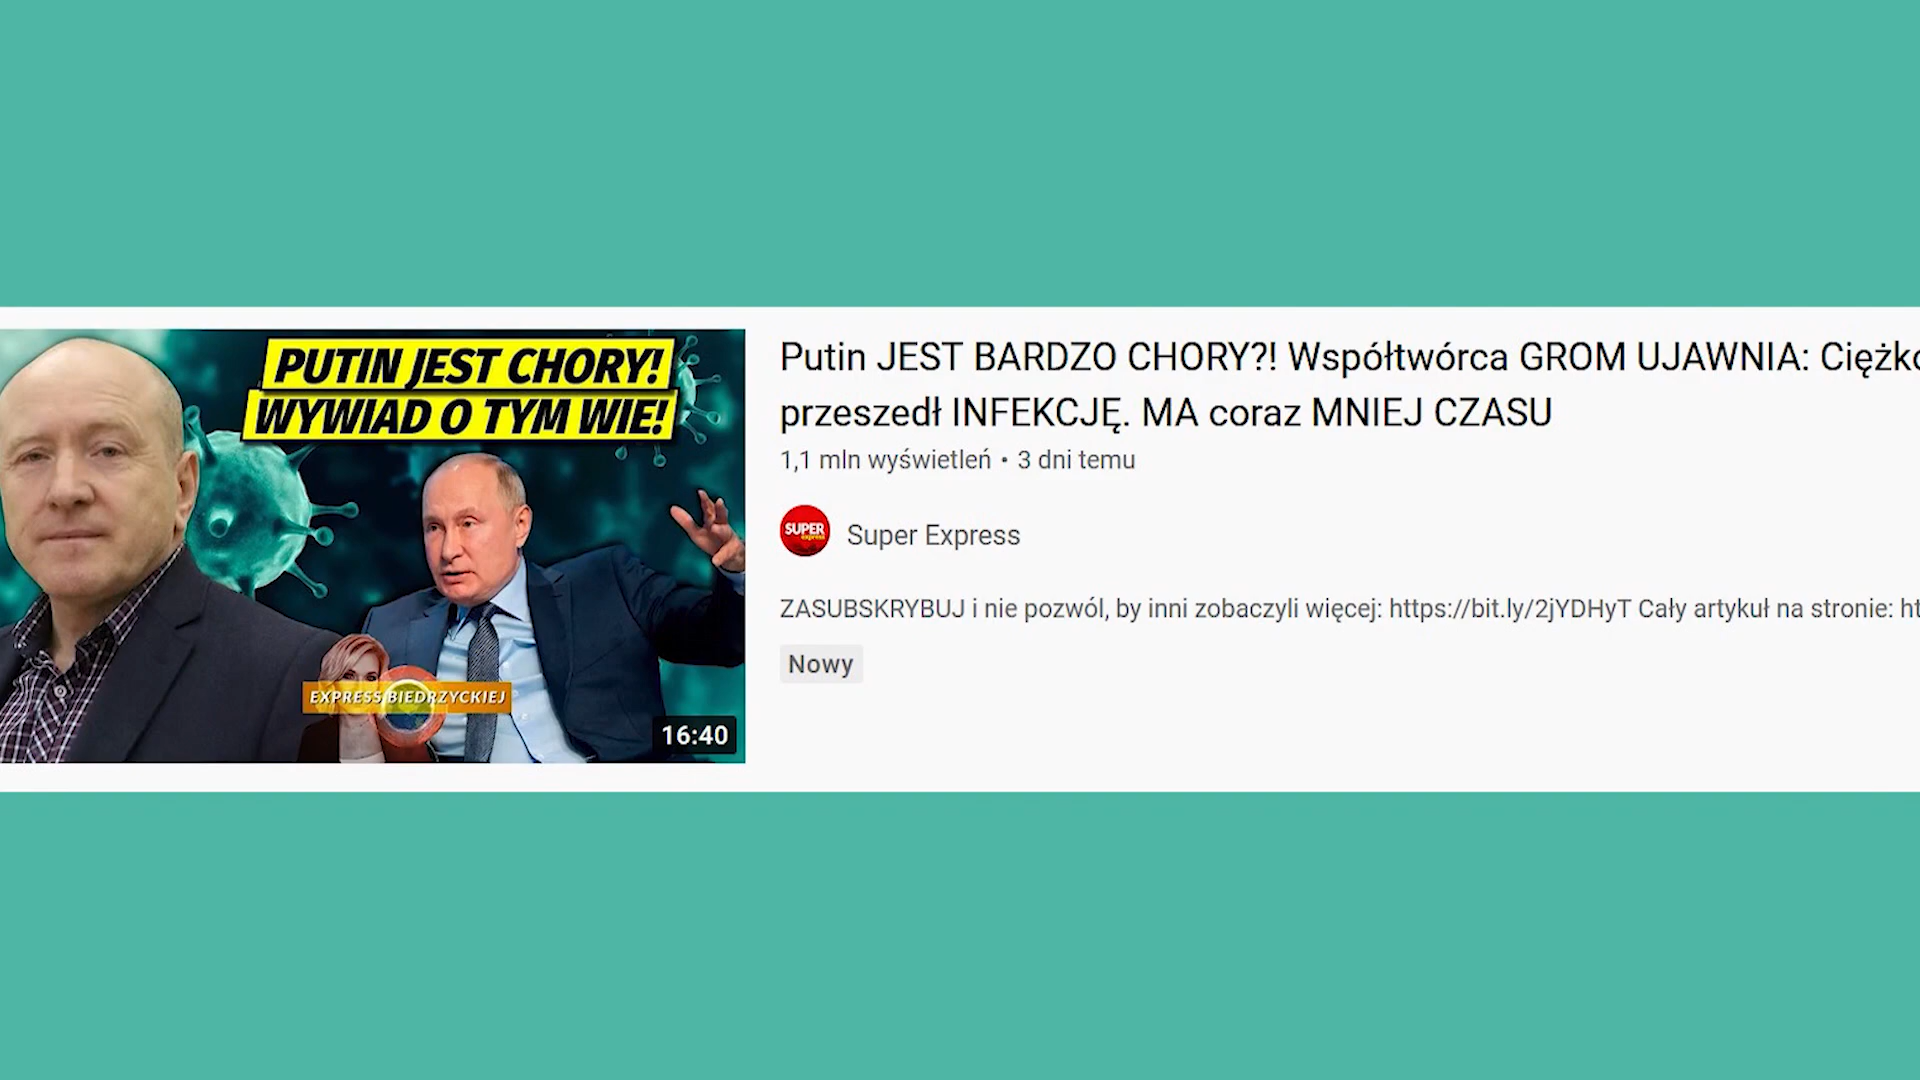 PUTIN JEST CHORY!
WYWIAD O TYM WIE!
EXPRESS BIEDRZYCKIEJ
16:40
Putin JEST BARDZO CHORY?! Współtwórca GROM UJAWNIA: Ciężko
przeszedł INFEKCJĘ. MA coraz MNIEJ CZASU
1,1 mln wyświetleń • 3 dni temu
SUPER
express
Super Express
ZASUBSKRYBUJ i nie pozwól, by inni zobaczyli więcej: https://bit.ly/2jYDHyT Cały artykuł na stronie: ht
Nowy